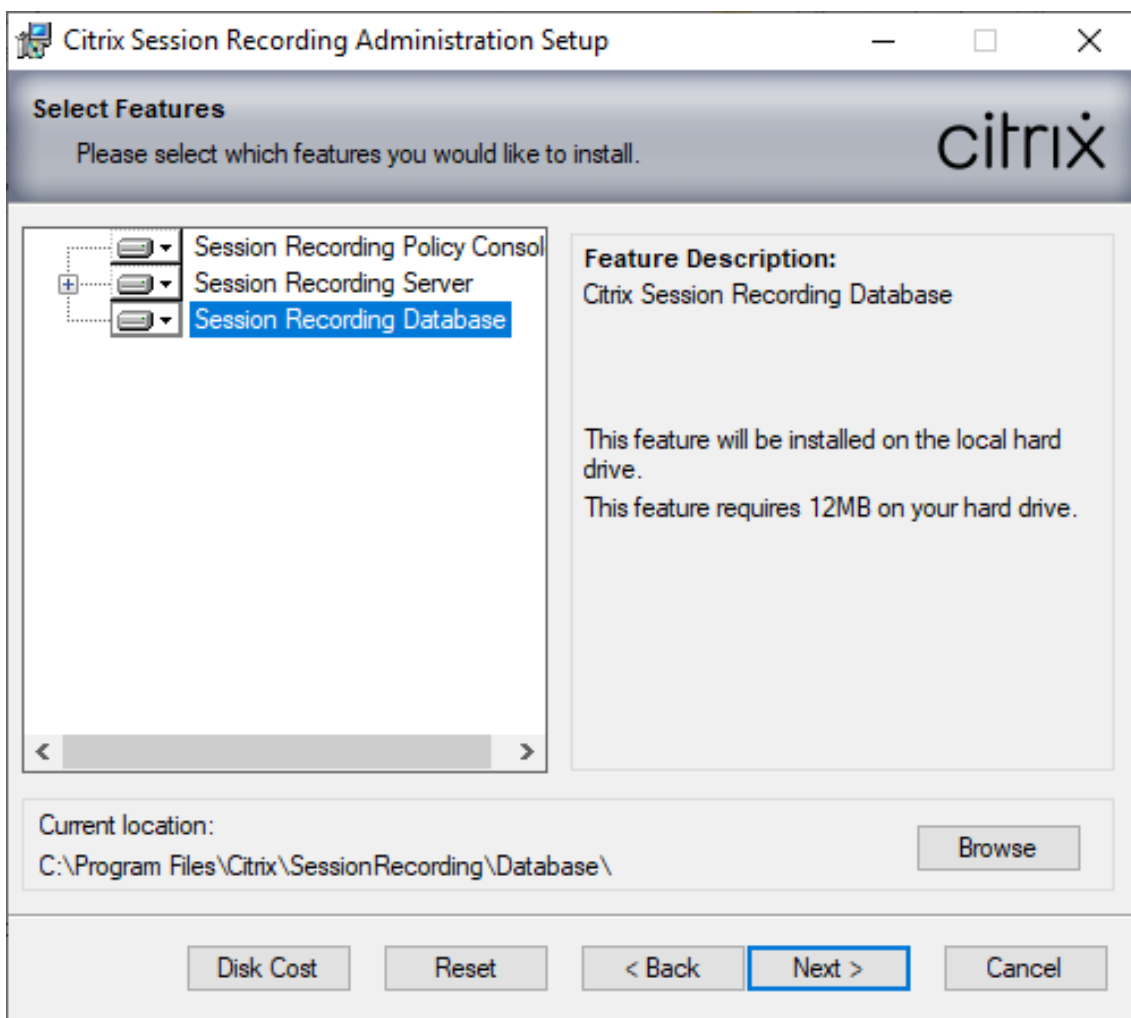 Citrix Session Recording Administration Setup
Select Features
Please select which features you would like to install.
citrix
Session Recording Policy Consol
Session Recording Server
Session Recording Database
Feature Description:
Citrix Session Recording Database
This feature will be installed on the local hard
drive.
This feature requires 12MB on your hard drive.
Current location:
C:\Program Files\Citrix\SessionRecording\Database\
Browse
Disk Cost
Reset
< Back
Next >
Cancel